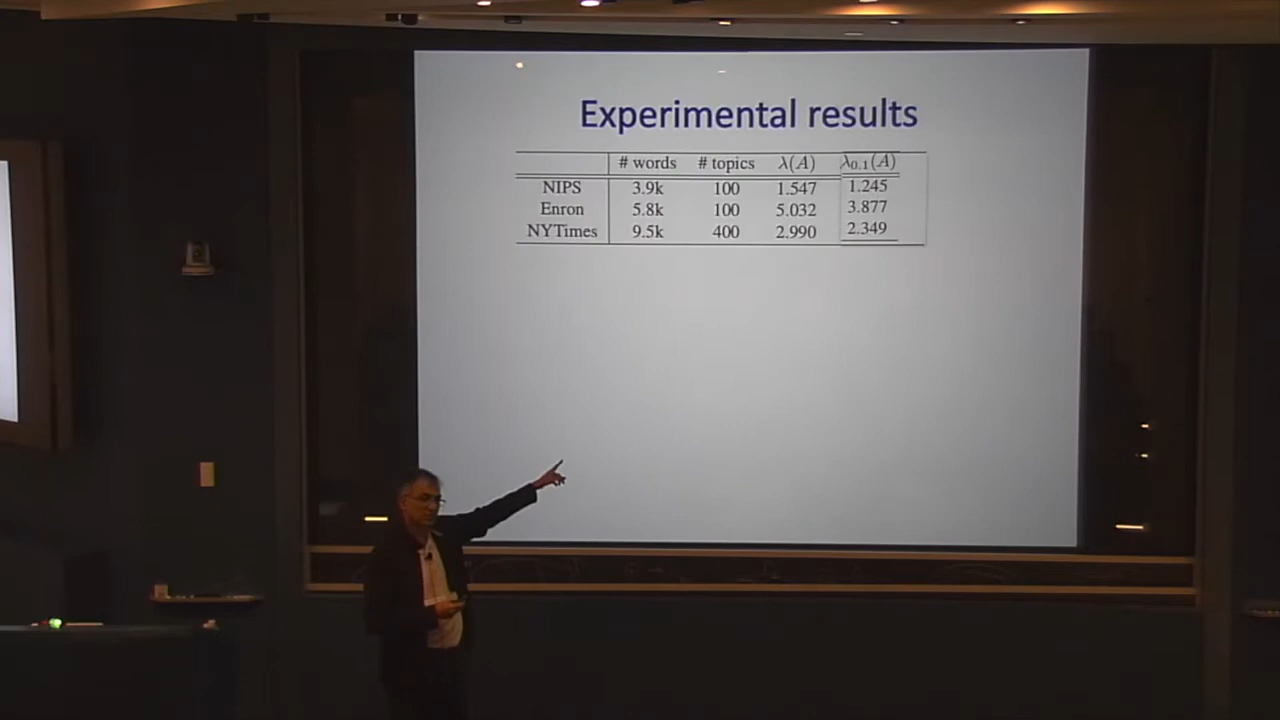 Experimental results
# words # topics λ(A) λ0.1(A)
NIPS 3.9k 100 1.547 1.245
Enron 5.8k 100 5.032 3.877
NYTimes 9.5k 400 2.990 2.349